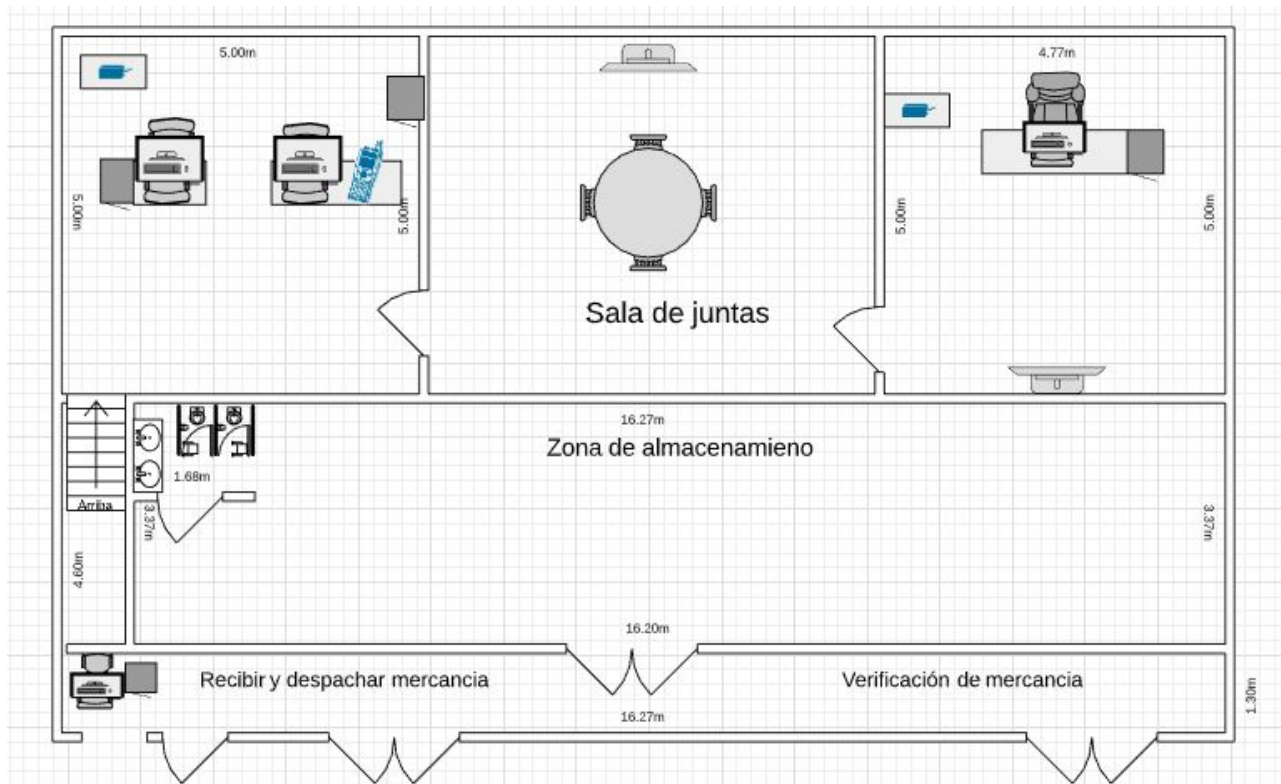 5.00m
4.77m
5.00m
5.00m
5.00m
5.00m
Sala de juntas
16.27m
Zona de almacenamieno
1.68m
Arriba
3.37m
3.37m
4.60m
16.20m
Recibir y despachar mercancia
Verificación de mercancia
1.30m
16.27m